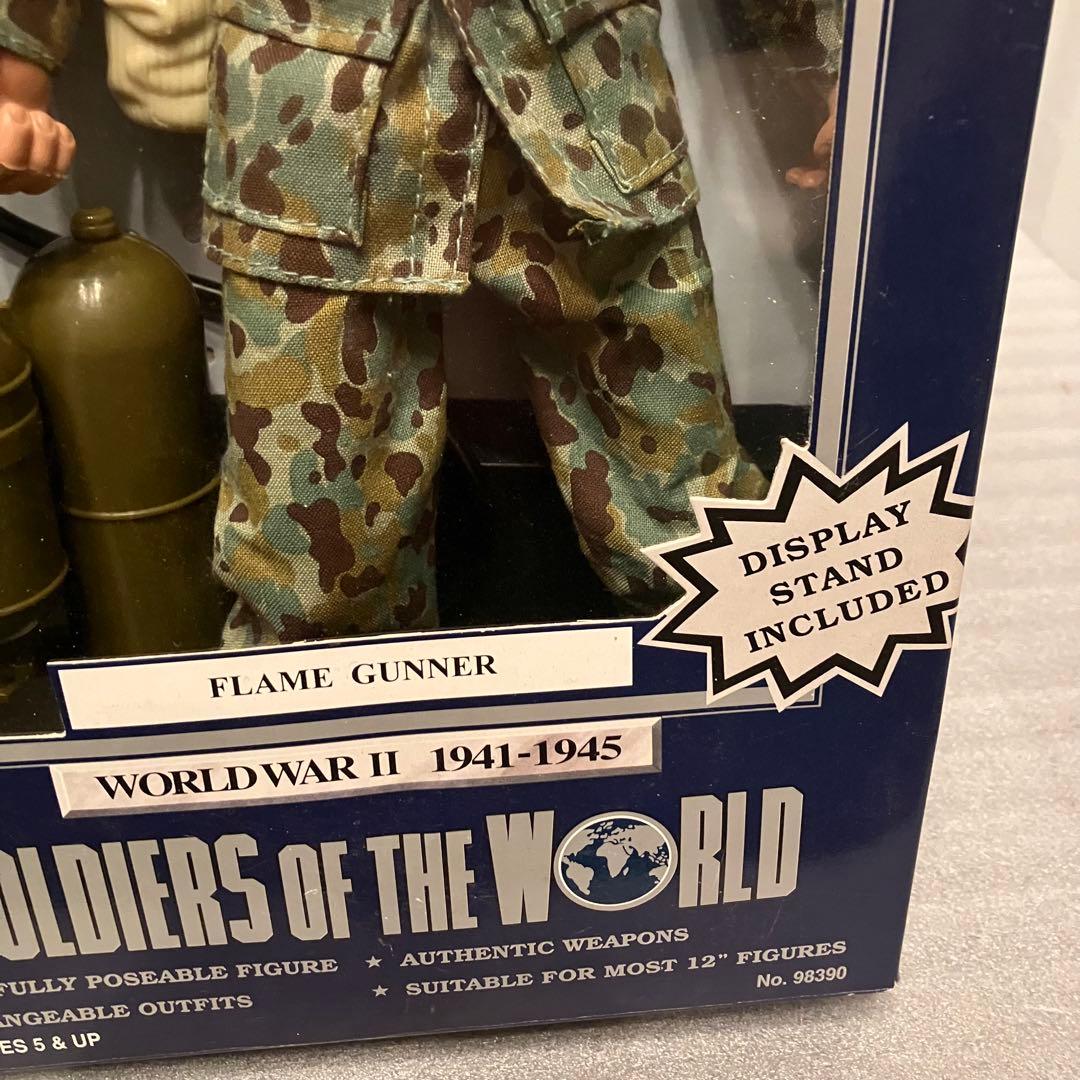 DISPLAY
STAND
INCLUDED
FLAME GUNNER
WORLD WAR II 1941-1945
OLDIERS OF THE WORLD
FULLY POSEABLE FIGURE ★ AUTHENTIC WEAPONS
ANGEABLE OUTFITS ★ SUITABLE FOR MOST 12" FIGURES
ES 5 & UP
No. 98390